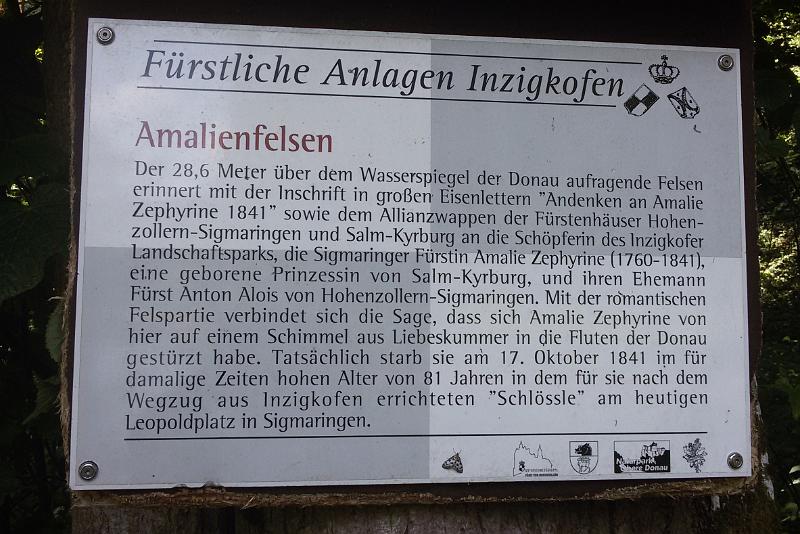 Fürstliche Anlagen Inzigkofen
Amalienfelsen
Der 28,6 Meter über dem Wasserspiegel der Donau aufragende Felsen
erinnert mit der Inschrift in großen Eisenlettern "Andenken an Amalie
Zephyrine 1841" sowie dem Allianzwappen der Fürstenhäuser Hohen-
zollern-Sigmaringen und Salm-Kyrburg an die Schöpferin des Inzigkofer
Landschaftsparks, die Sigmaringer Fürstin Amalie Zephyrine (1760-1841),
eine geborene Prinzessin von Salm-Kyrburg, und ihren Ehemann
Fürst Anton Alois von Hohenzollern-Sigmaringen. Mit der romantischen
Felspartie verbindet sich die Sage, dass sich Amalie Zephyrine von
hier auf einem Schimmel aus Liebeskummer in die Fluten der Donau
gestürzt habe. Tatsächlich starb sie am 17. Oktober 1841 im für
damalige Zeiten hohen Alter von 81 Jahren in dem für sie nach dem
Wegzug aus Inzigkofen errichteten "Schlössle" am heutigen
Leopoldplatz in Sigmaringen.
Naturpark
Obere Donau